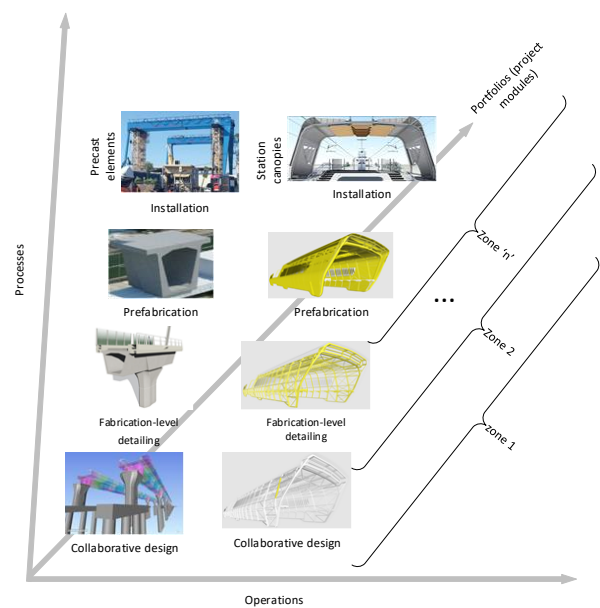 Portfolios (project
modules)
Precast
elements
Station
canopies
Installation
Installation
Zone 'n'
Processes
Prefabrication
Prefabrication
...
Zone 2
Fabrication-level
detailing
Fabrication-level
detailing
zone 1
Collaborative design
Collaborative design
Operations